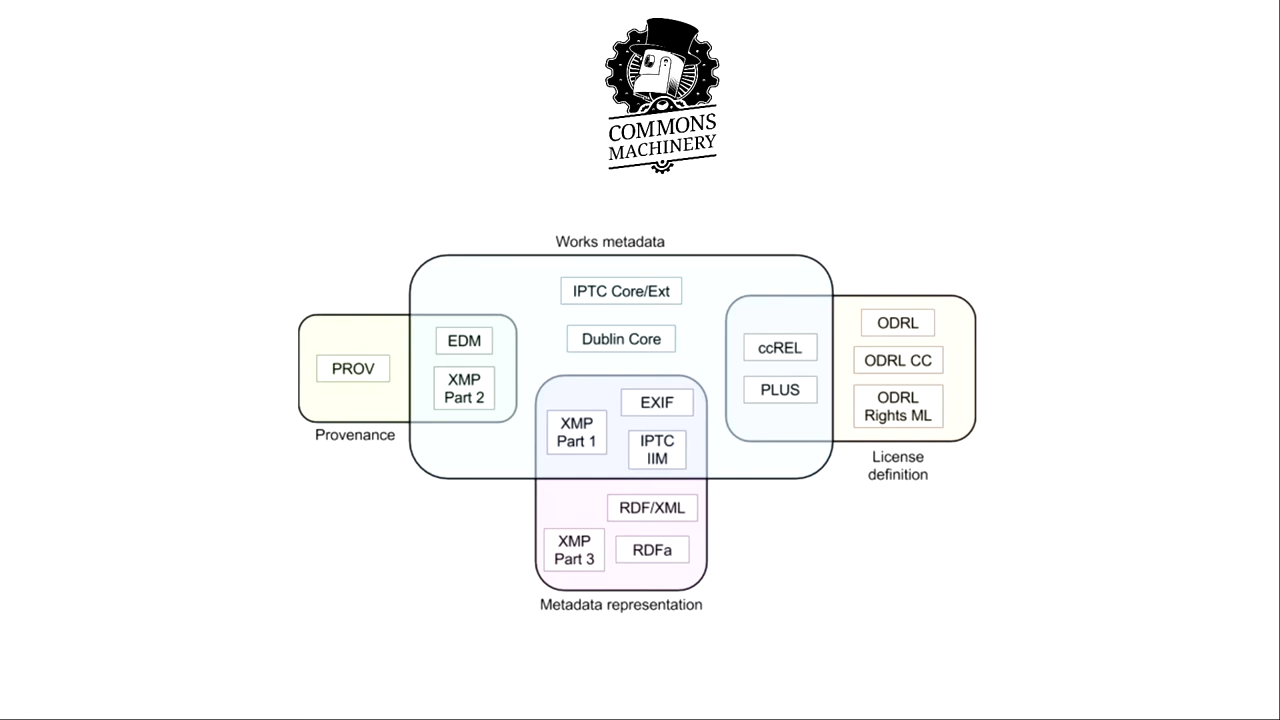 COMMONS
MACHINERY
Works metadata
IPTC Core/Ext
Dublin Core
PROV
EDM
XMP
Part 2
Provenance
XMP
Part 1
EXIF
IPTC
IIM
ccREL
PLUS
ODRL
ODRL CC
ODRL
Rights ML
License
definition
RDF/XML
XMP
Part 3
RDFa
Metadata representation